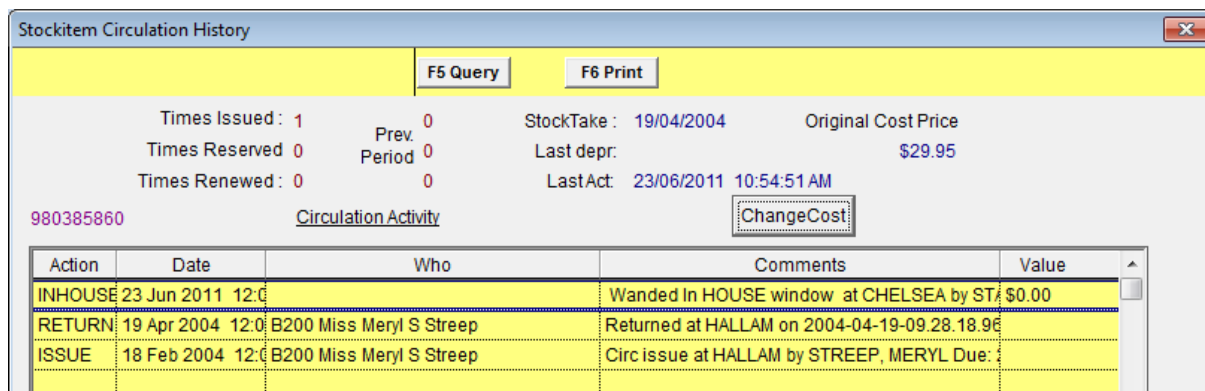 Stockitem Circulation History
F5 Query F6 Print
Times Issued : 1 Prev. Period 0 StockTake : 19/04/2004 Original Cost Price
Times Reserved 0 0 Last depr: $29.95
Times Renewed : 0 0 LastAct: 23/06/2011 10:54:51 AM
980385860 Circulation Activity ChangeCost
Action Date Who Comments Value
INHOUSE 23 Jun 2011 12:0 Wanded In HOUSE window at CHELSEA by STA $0.00
RETURN 19 Apr 2004 12:0 B200 Miss Meryl S Streep Returned at HALLAM on 2004-04-19-09.28.18.96
ISSUE 18 Feb 2004 12:0 B200 Miss Meryl S Streep Circ issue at HALLAM by STREEP, MERYL Due: